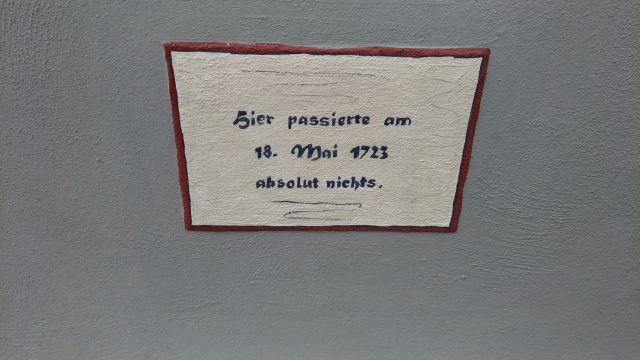 Hier passierte am
18. Mai 1723
absolut nichts.